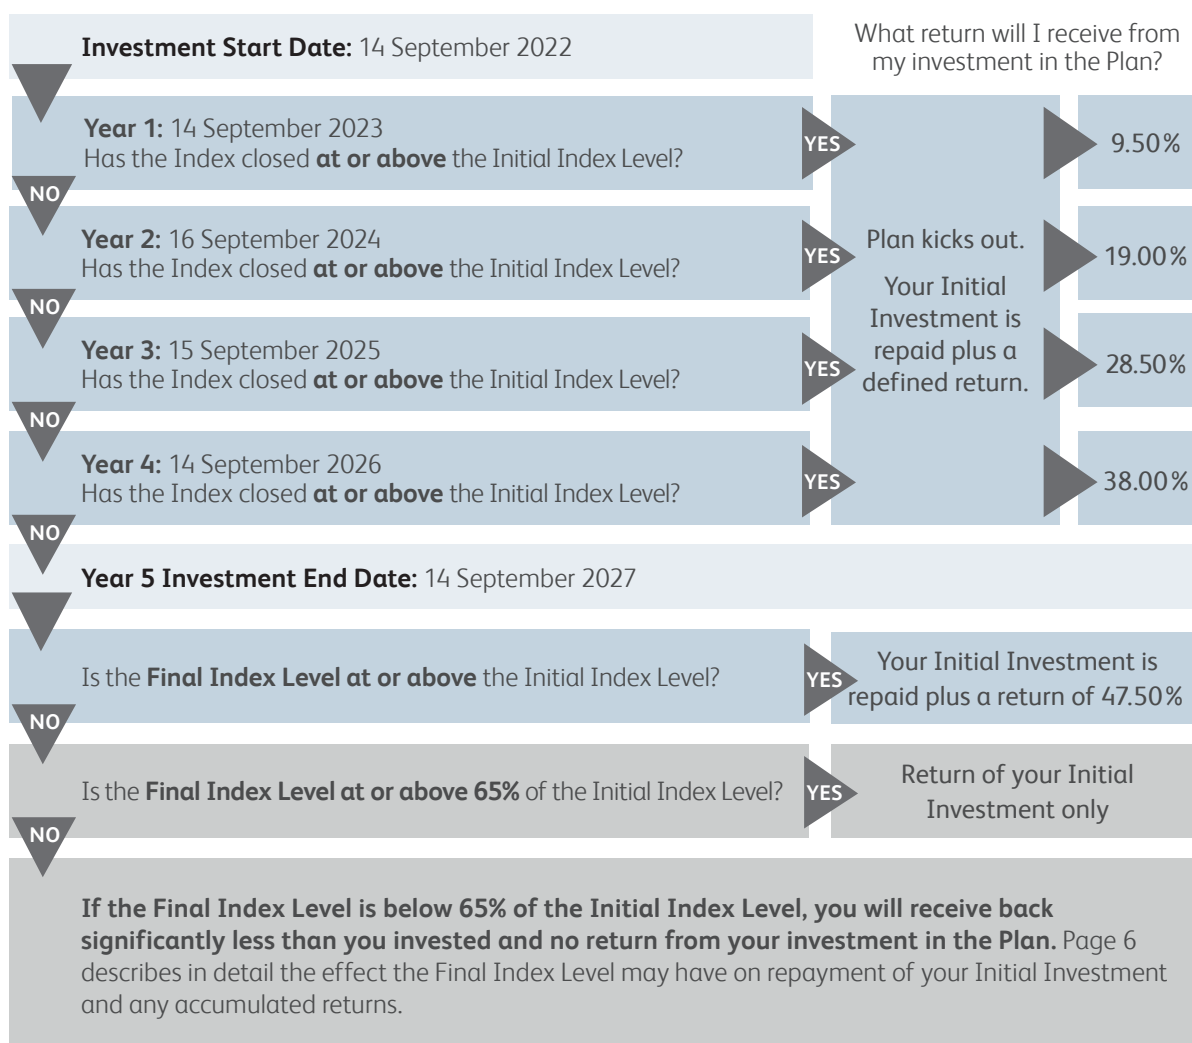 Investment Start Date: 14 September 2022
What return will I receive from
my investment in the Plan?
Year 1: 14 September 2023
Has the Index closed at or above the Initial Index Level?
YES
9.50%
NO
Year 2: 16 September 2024
Has the Index closed at or above the Initial Index Level?
YES
Plan kicks out.
Your Initial
Investment is
repaid plus a
defined return.
19.00%
NO
Year 3: 15 September 2025
Has the Index closed at or above the Initial Index Level?
YES
28.50%
NO
Year 4: 14 September 2026
Has the Index closed at or above the Initial Index Level?
YES
38.00%
NO
Year 5 Investment End Date: 14 September 2027
Is the Final Index Level at or above the Initial Index Level?
YES
Your Initial Investment is
repaid plus a return of 47.50%
NO
Is the Final Index Level at or above 65% of the Initial Index Level?
YES
Return of your Initial
Investment only
NO
If the Final Index Level is below 65% of the Initial Index Level, you will receive back
significantly less than you invested and no return from your investment in the Plan. Page 6
describes in detail the effect the Final Index Level may have on repayment of your Initial Investment
and any accumulated returns.